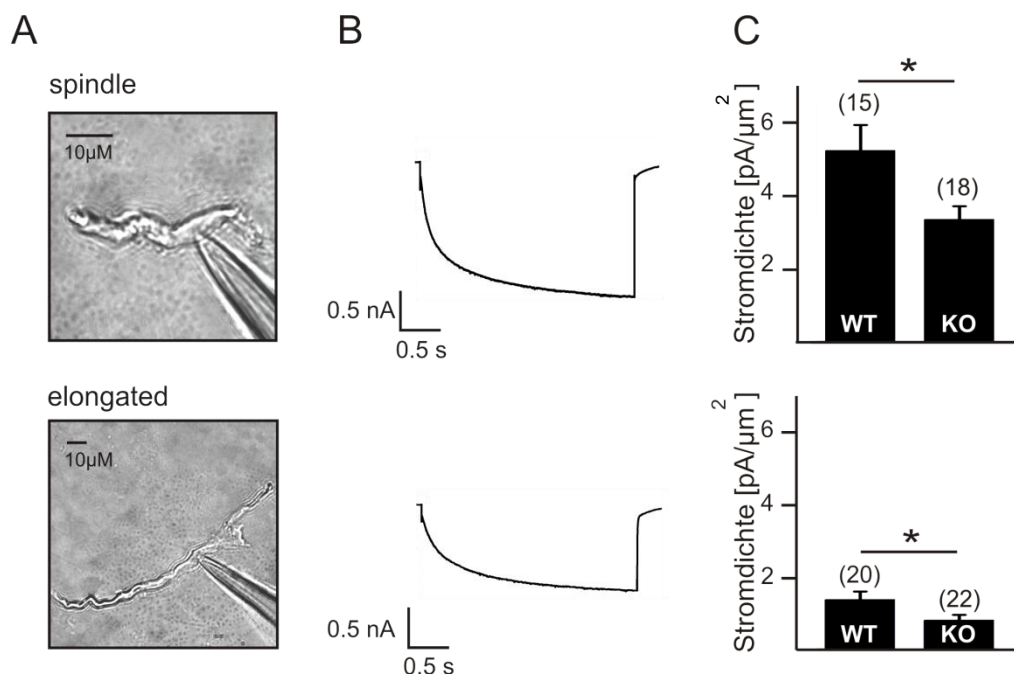 A
B
C
spindle
10µM
0.5 nA
0.5 s
Stromdichte [pA/µm²]
6
4
2
(15)
*
(18)
WT
KO
elongated
10µM
0.5 nA
0.5 s
Stromdichte [pA/µm²]
6
4
2
(20)
*
(22)
WT
KO